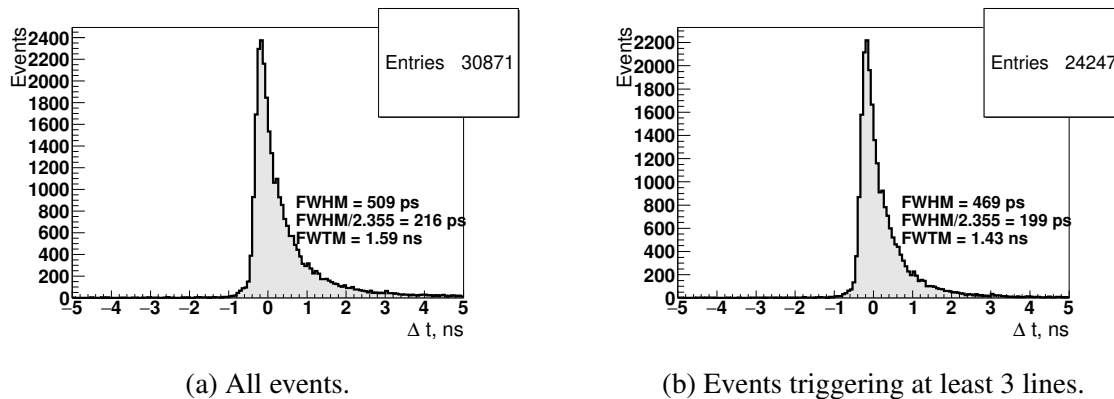 Entries 30871
Events
2400
2200
2000
1800
1600
1400
1200
1000
800
600
400
200
0
FWHM = 509 ps
FWHM/2.355 = 216 ps
FWTM = 1.59 ns
−5 −4 −3 −2 −1 0 1 2 3 4 5
Δ t, ns
(a) All events.
Entries 24247
Events
2200
2000
1800
1600
1400
1200
1000
800
600
400
200
0
FWHM = 469 ps
FWHM/2.355 = 199 ps
FWTM = 1.43 ns
−5 −4 −3 −2 −1 0 1 2 3 4 5
Δ t, ns
(b) Events triggering at least 3 lines.